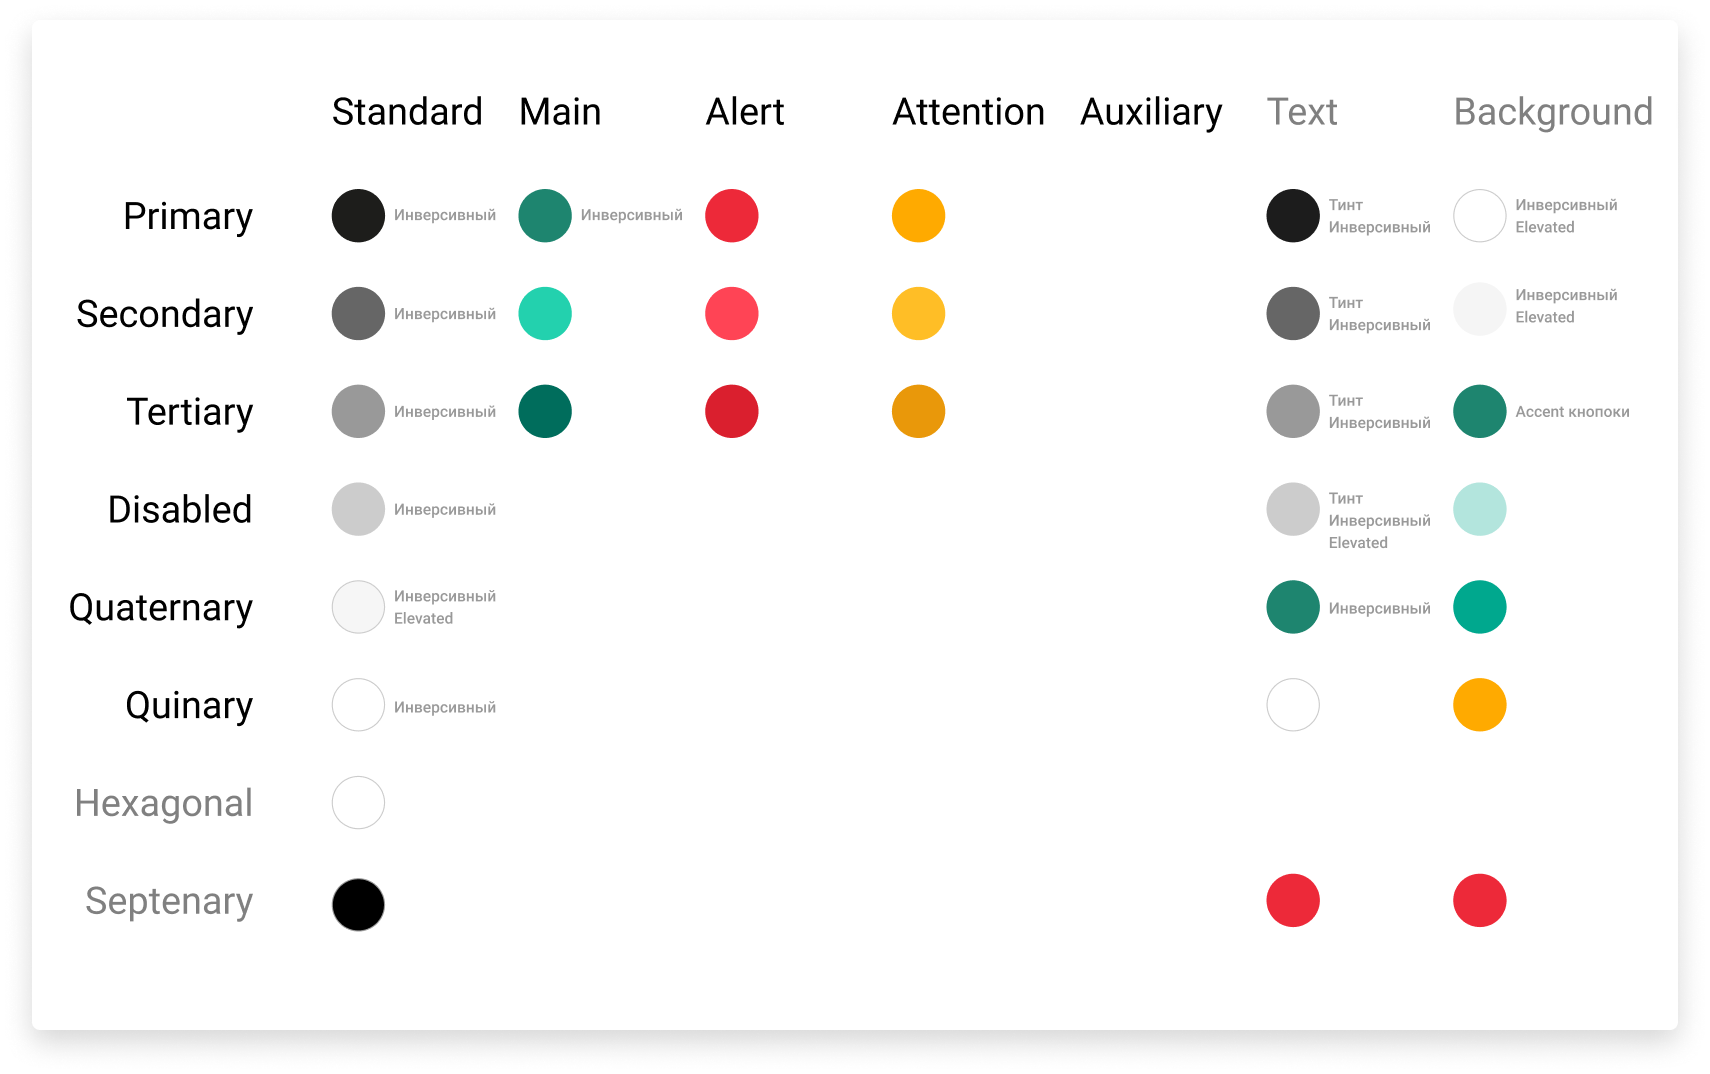 Standard Main Alert Attention Auxiliary Text Background
Primary Инверсивный Инверсивный Тинт Инверсивный
Инверсивный Elevated
Secondary Инверсивный Тинт Инверсивный
Инверсивный Elevated
Tertiary Инверсивный Тинт Accent кнопоки
Инверсивный
Disabled Инверсивный Тинт
Инверсивный
Elevated
Quaternary Инверсивный Инверсивный
Elevated
Quinary Инверсивный
Hexagonal
Septenary